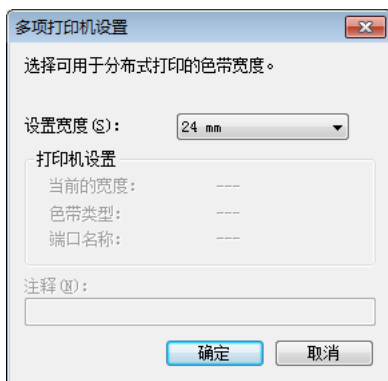 多项打印机设置
选择可用于分布式打印的色带宽度。
设置宽度(S)： 24 mm
打印机设置
当前的宽度： ---
色带类型： ---
端口名称： ---
注释(N)：
确定 取消